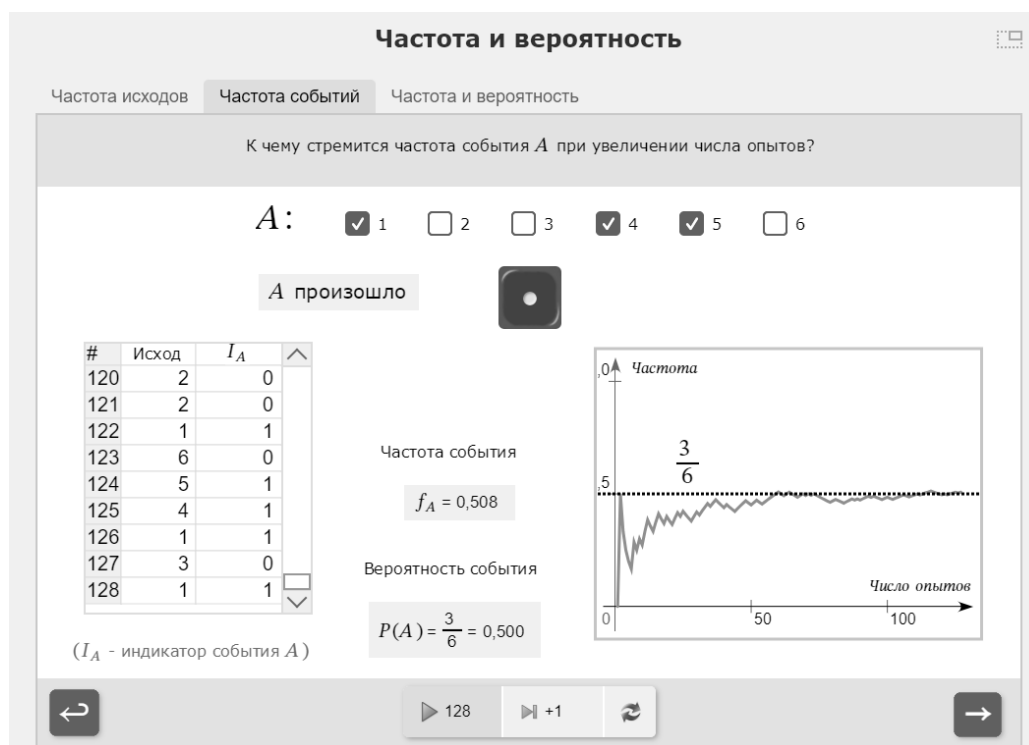 Частота и вероятность
Частота исходов Частота событий Частота и вероятность
К чему стремится частота события A при увеличении числа опытов?
A: 1 2 3 4 5 6
A произошло
# Исход I_A
120 2 0
121 2 0
122 1 1
123 6 0
124 5 1
125 4 1
126 1 1
127 3 0
128 1 1
(I_A - индикатор события A)
Частота события
f_A = 0,508
Вероятность события
P(A) = 3/6 = 0,500
,0 Частота
3/6
,5
Число опытов
0 50 100
128 +1